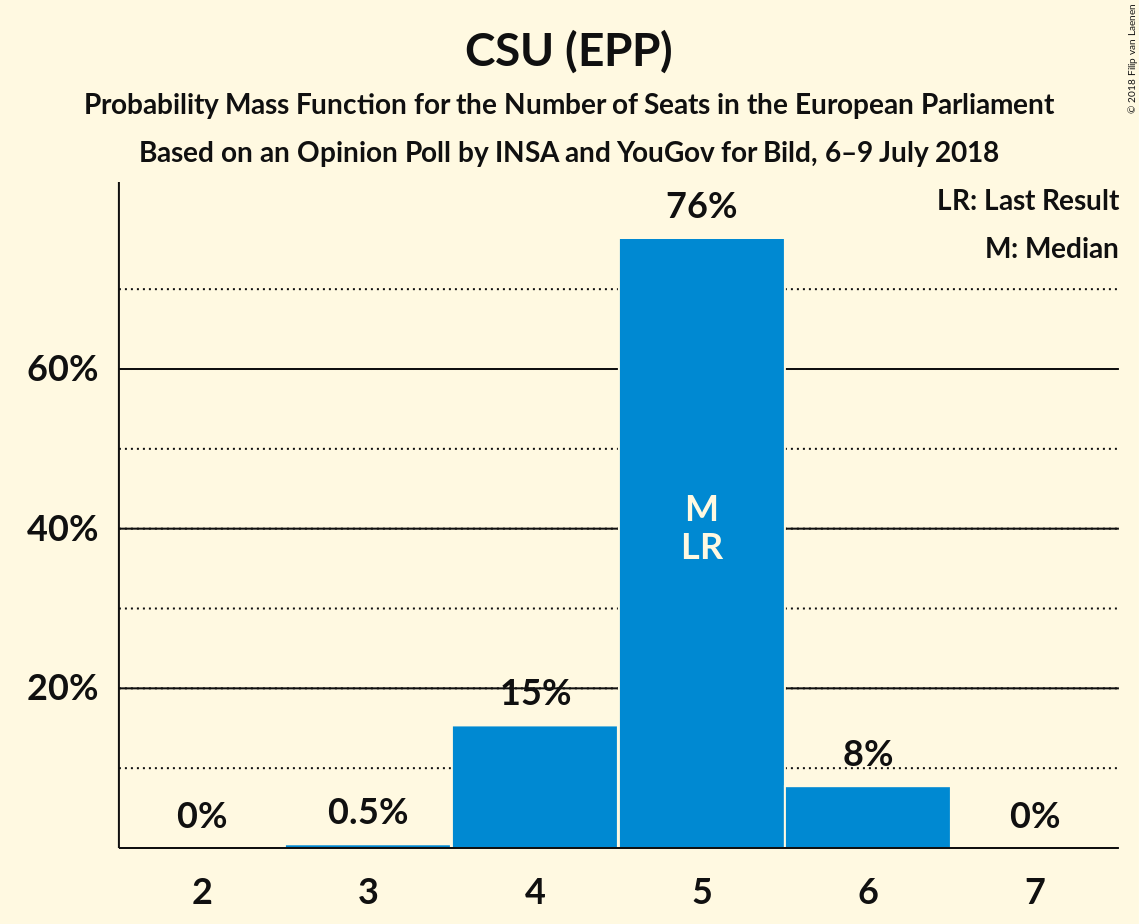 CSU (EPP)
Probability Mass Function for the Number of Seats in the European Parliament
Based on an Opinion Poll by INSA and YouGov for Bild, 6–9 July 2018
© 2018 Filip van Laenen
LR: Last Result
M: Median
76%
60%
M
40%
LR
20%
15%
8%
0%
0.5%
0%
2 3 4 5 6 7